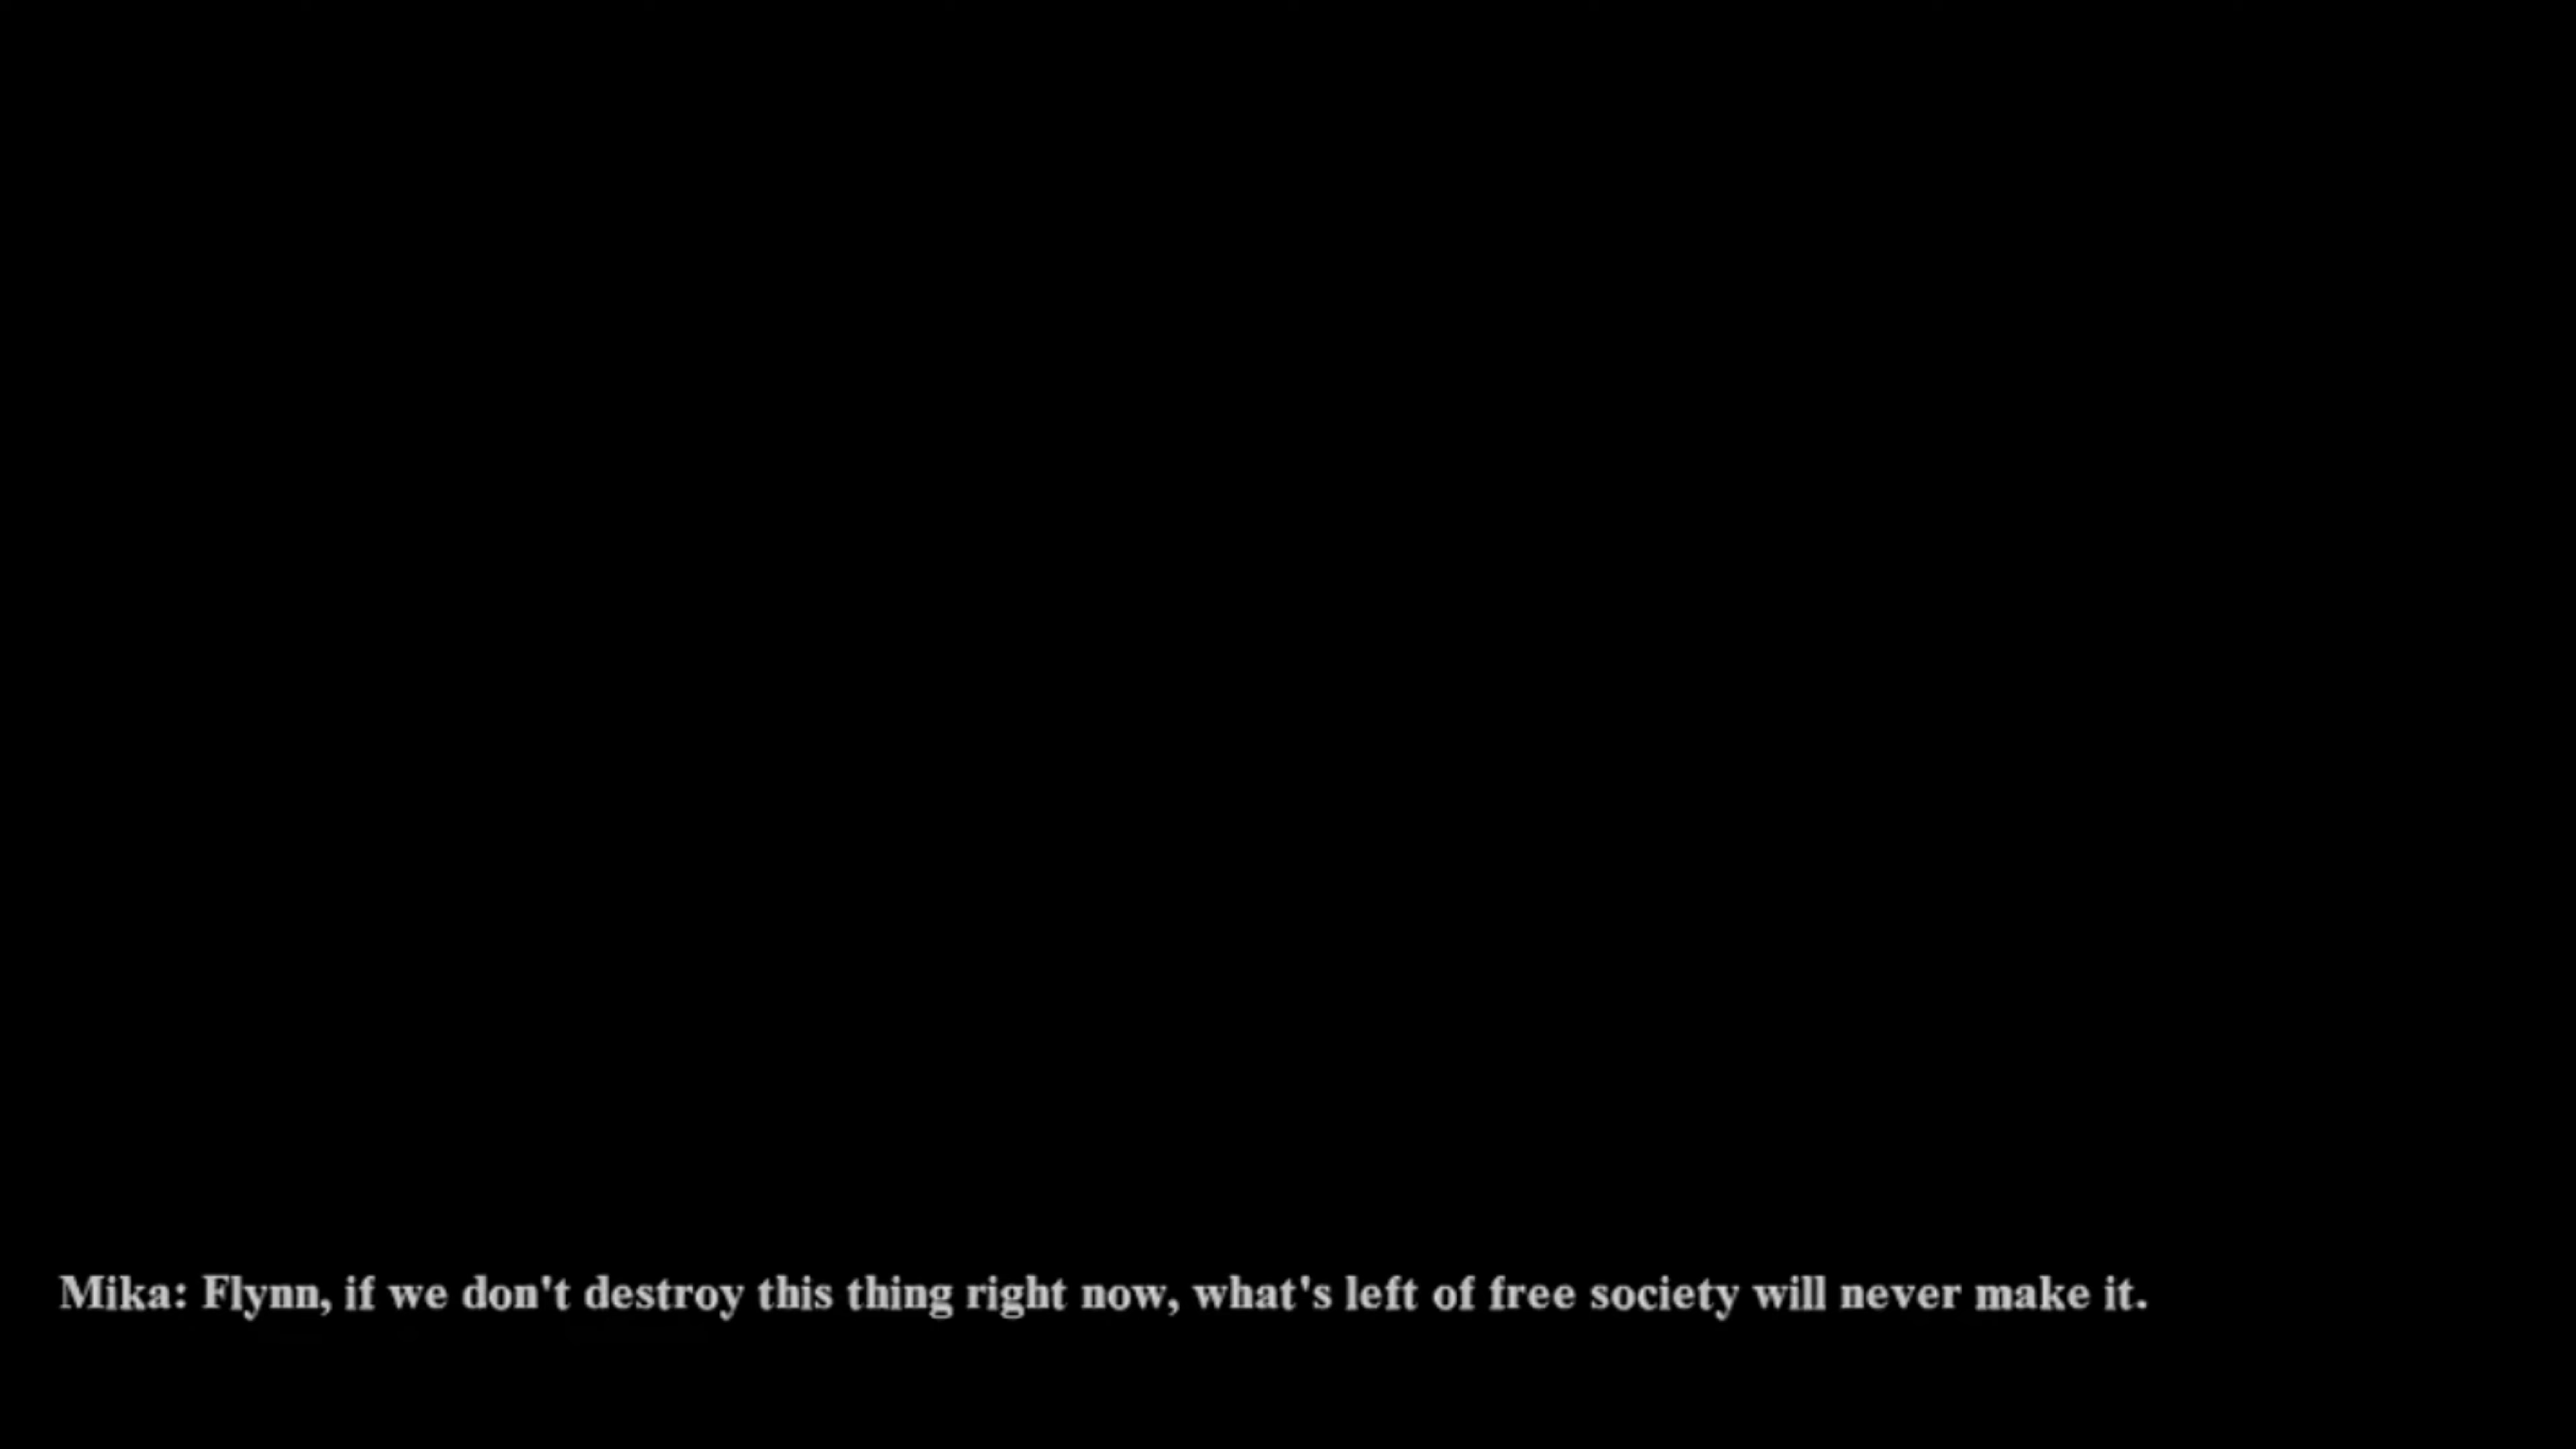 Mika: Flynn, if we don't destroy this thing right now, what's left of free society will never make it.